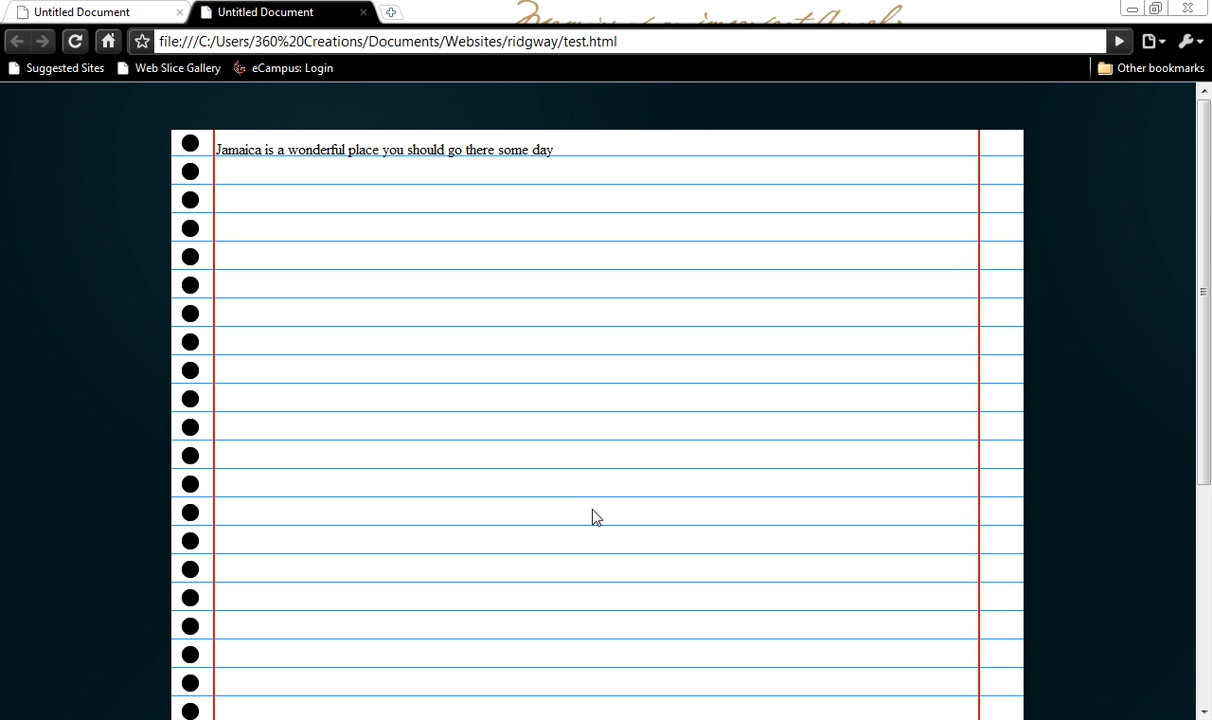 Untitled Document
Untitled Document
file:///C:/Users/360%20Creations/Documents/Websites/ridgway/test.html
Suggested Sites
Web Slice Gallery
eCampus: Login
Other bookmarks
Jamaica is a wonderful place you should go there some day